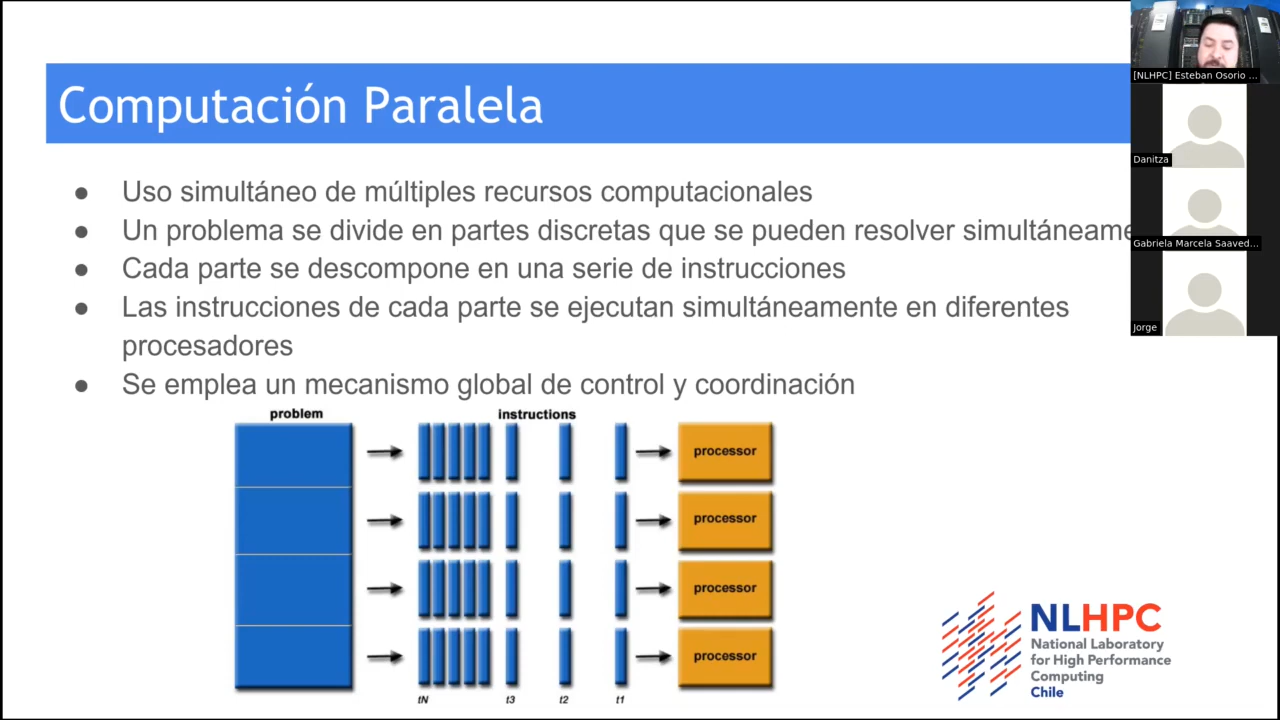 Computación Paralela
● Uso simultáneo de múltiples recursos computacionales
● Un problema se divide en partes discretas que se pueden resolver simultáneame
● Cada parte se descompone en una serie de instrucciones
● Las instrucciones de cada parte se ejecutan simultáneamente en diferentes
procesadores
● Se emplea un mecanismo global de control y coordinación
problem
instructions
processor
processor
processor
processor
tN
t3
t2
t1
NLHPC
National Laboratory
for High Performance
Computing
Chile
[NLHPC] Esteban Osorio ...
Danitza
Gabriela Marcela Saaved...
Jorge